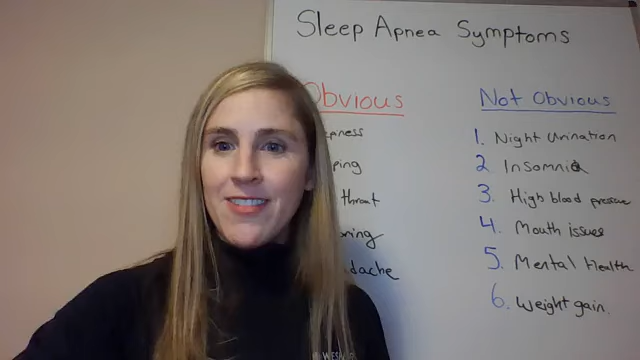 Sleep Apnea Symptoms
Obvious
throat
Not Obvious
1. Night Urination
2 Insomnia
3. High blood pressure
4. Mouth issues
5. Mental Health
6. Weight gain.